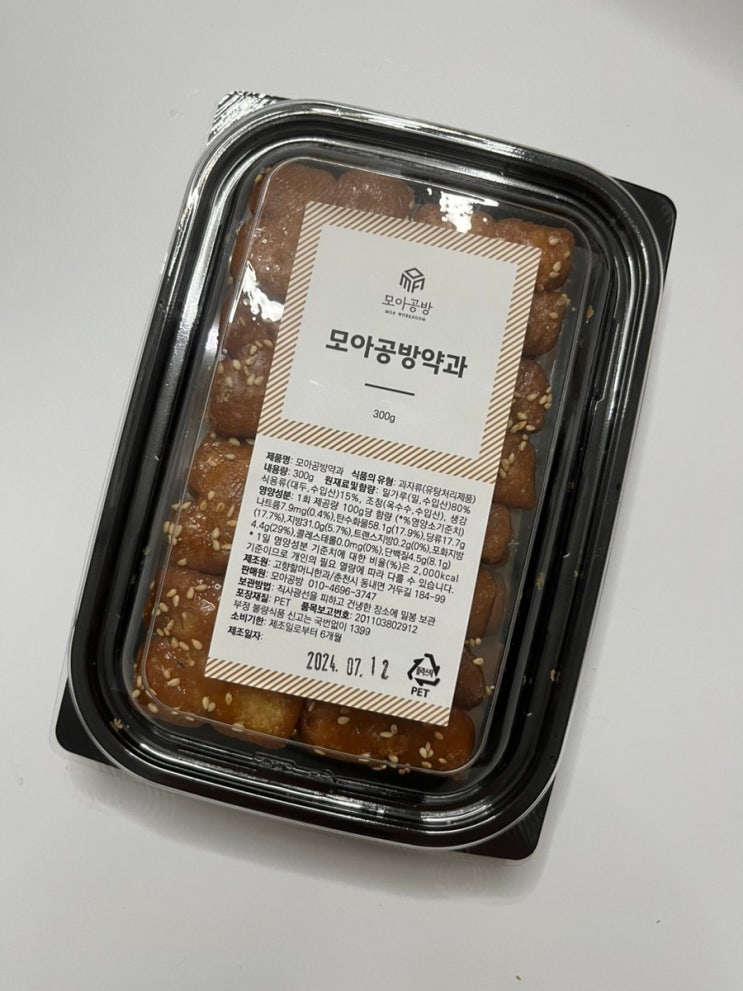 모아공방
MOA WORKROOM
모아공방약과
300g
제품명: 모아공방약과 식품의 유형: 과자류(유탕처리제품)
내용량: 300g 원재료및함량: 밀가루(밀,수입산)80%
식용류(대두,수입산)15%, 조청(옥수수,수입산), 생강
영양성분: 1회 제공량 100g당 함량 (*%영양소기준치)
나트륨7.9mg(0.4%),탄수화물58.1g(17.9%),당류17.7g
(17.7%),지방31.0g(5.7%),트랜스지방0.2g(0%),포화지방
4.4g(29%),콜레스테롤0.0mg(0%),단백질4.5g(8.1g)
* 1일 영양성분 기준치에 대한 비율(%)은 2,000kcal
기준이므로 개인의 필요 열량에 따라 다를 수 있습니다.
제조원: 고향할머니한과/춘천시 동내면 거두길 184-99
판매원: 모아공방 010-4696-3747
보관방법: 직사광선을 피하고 건냉한 장소에 밀봉 보관
포장재질: PET 품목보고번호: 201103802912
부정 불량식품 신고는 국번없이 1399
소비기한: 제조일로부터 6개월
제조일자:
2024. 07. 12
플라스틱
PET